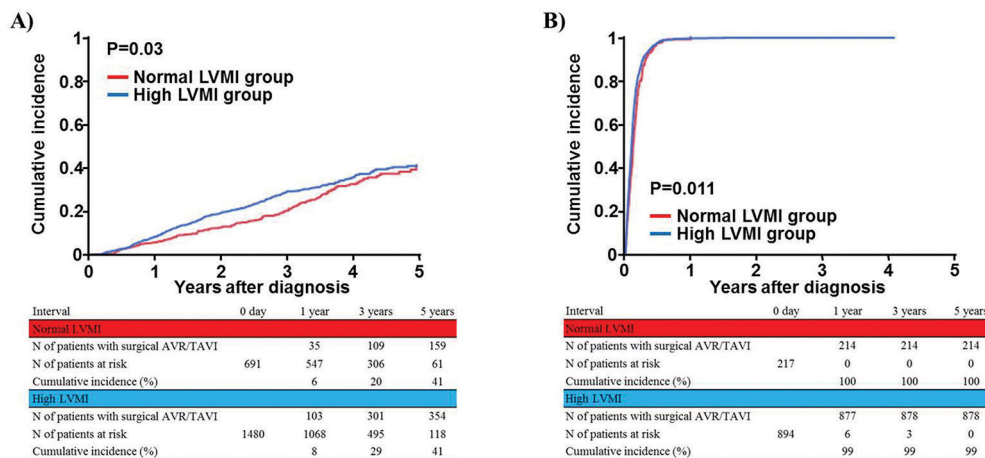 A)
P=0.03
Normal LVMI group
High LVMI group
Cumulative incidence
1
0.8
0.6
0.4
0.2
0
0 1 2 3 4 5
Years after diagnosis
Interval 0 day 1 year 3 years 5 years
Normal LVMI
N of patients with surgical AVR/TAVI 35 109 159
N of patients at risk 691 547 306 61
Cumulative incidence (%) 6 20 41
High LVMI
N of patients with surgical AVR/TAVI 103 301 354
N of patients at risk 1480 1068 495 118
Cumulative incidence (%) 8 29 41
B)
Cumulative incidence
1
0.8
0.6
0.4
0.2
0
P=0.011
Normal LVMI group
High LVMI group
0 1 2 3 4 5
Years after diagnosis
Interval 0 day 1 year 3 years 5 years
Normal LVMI
N of patients with surgical AVR/TAVI 214 214 214
N of patients at risk 217 0 0 0
Cumulative incidence (%) 100 100 100
High LVMI
N of patients with surgical AVR/TAVI 877 878 878
N of patients at risk 894 6 3 0
Cumulative incidence (%) 99 99 99